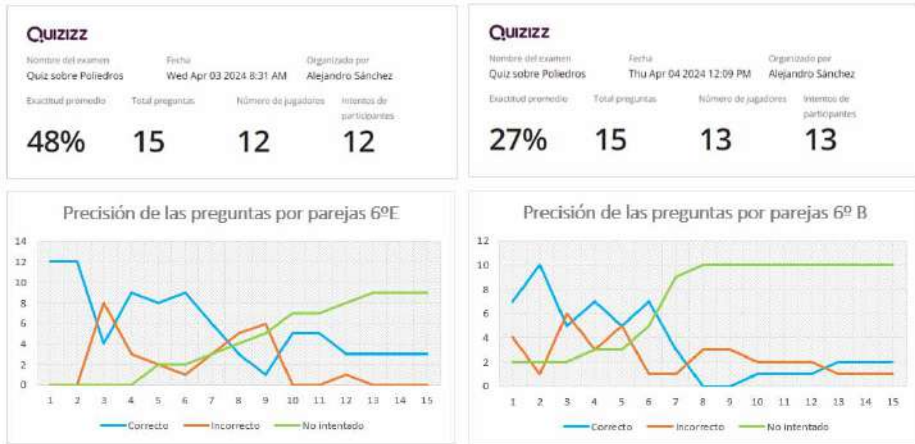 QUIZIZZ
Nombre del examen Fecha Organizado por
Quiz sobre Poliedros Wed Apr 03 2024 8:31 AM Alejandro Sánchez
Exactitud promedio Total preguntas Número de jugadores Intentos de participantes
48% 15 12 12
QUIZIZZ
Nombre del examen Fecha Organizado por
Quiz sobre Poliedros Thu Apr 04 2024 12:09 PM Alejandro Sánchez
Exactitud promedio Total preguntas Número de jugadores Intentos de participantes
27% 15 13 13
Precisión de las preguntas por parejas 6ºE
14
12
10
8
6
4
2
0
1 2 3 4 5 6 7 8 9 10 11 12 13 14 15
Correcto Incorrecto No intentado
Precisión de las preguntas por parejas 6º B
12
10
8
6
4
2
0
1 2 3 4 5 6 7 8 9 10 11 12 13 14 15
Correcto Incorrecto No intentado